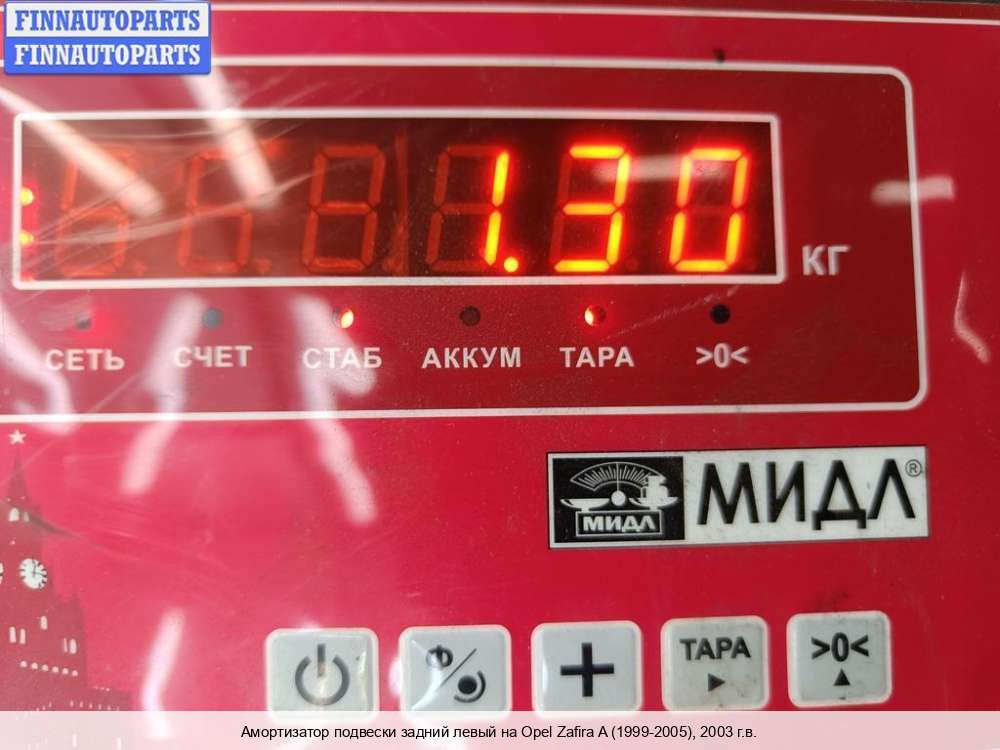 FINNAUTOPARTS
FINNAUTOPARTS
1.30
КГ
СЕТЬ СЧЕТ СТАБ АККУМ ТАРА >0<
МИДЛ МИДЛ®
ТАРА >0<
Амортизатор подвески задний левый на Opel Zafira A (1999-2005), 2003 г.в.